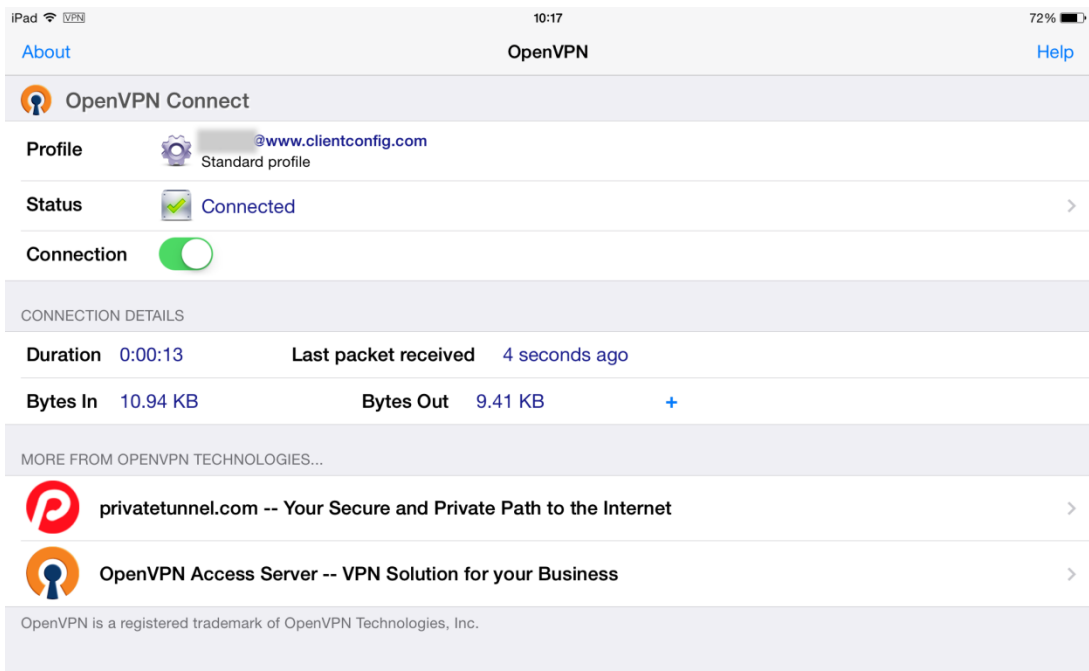 iPad VPN 10:17 72%
About OpenVPN Help
OpenVPN Connect
Profile @www.clientconfig.com
Standard profile
Status Connected
Connection
CONNECTION DETAILS
Duration 0:00:13 Last packet received 4 seconds ago
Bytes In 10.94 KB Bytes Out 9.41 KB +
MORE FROM OPENVPN TECHNOLOGIES...
privatetunnel.com -- Your Secure and Private Path to the Internet
OpenVPN Access Server -- VPN Solution for your Business
OpenVPN is a registered trademark of OpenVPN Technologies, Inc.